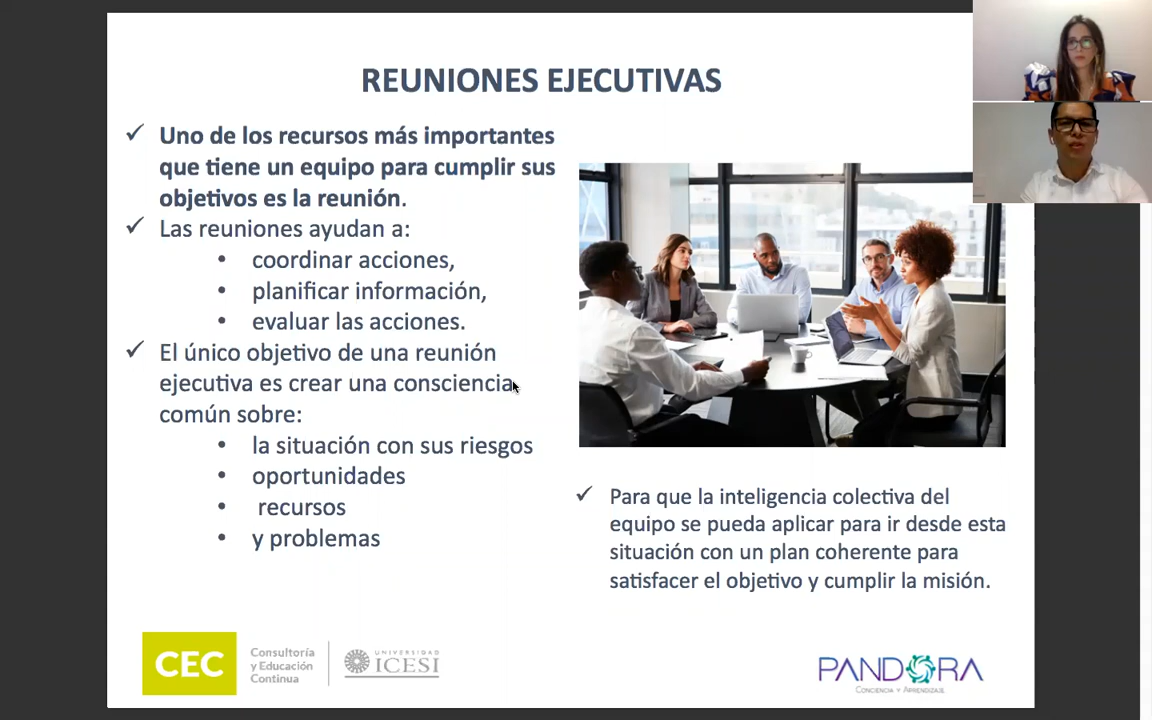 REUNIONES EJECUTIVAS
✓ Uno de los recursos más importantes
que tiene un equipo para cumplir sus
objetivos es la reunión.
✓ Las reuniones ayudan a:
• coordinar acciones,
• planificar información,
• evaluar las acciones.
✓ El único objetivo de una reunión
ejecutiva es crear una consciencia
común sobre:
• la situación con sus riesgos
• oportunidades
• recursos
• y problemas
✓ Para que la inteligencia colectiva del
equipo se pueda aplicar para ir desde esta
situación con un plan coherente para
satisfacer el objetivo y cumplir la misión.
CEC
Consultoría
y Educación
Continua
UNIVERSIDAD
ICESI
PANDORA
CONCIENCIA Y APRENDIZAJE